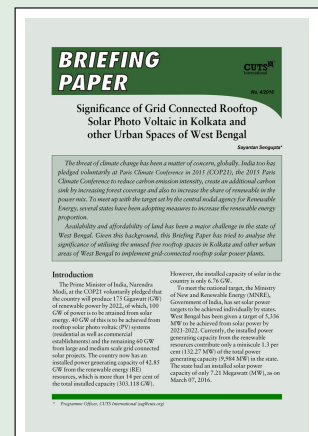 BRIEFING
PAPER
CUTS
International
No. 4/2016
Significance of Grid Connected Rooftop
Solar Photo Voltaic in Kolkata and
other Urban Spaces of West Bengal
Sayantan Sengupta*
The threat of climate change has been a matter of concern, globally. India too has
pledged voluntarily at Paris Climate Conference in 2015 (COP21), the 2015 Paris
Climate Conference to reduce carbon emission intensity, create an additional carbon
sink by increasing forest coverage and also to increase the share of renewable in the
power mix. To meet up with the target set by the central nodal agency for Renewable
Energy, several states have been adopting measures to increase the renewable energy
proportion.
Availability and affordability of land has been a major challenge in the state of
West Bengal. Given this background, this Briefing Paper has tried to analyse the
significance of utilising the unused free rooftop spaces in Kolkata and other urban
areas of West Bengal to implement grid-connected rooftop solar power plants.
Introduction
The Prime Minister of India, Narendra
Modi, at the COP21 voluntarily pledged that
the country will produce 175 Gigawatt (GW)
of renewable power by 2022, of which, 100
GW of power is to be attained from solar
energy. 40 GW of this is to be achieved from
rooftop solar photo voltaic (PV) systems
(residential as well as commercial
establishments) and the remaining 60 GW
from large and medium scale grid connected
solar projects. The country now has an
installed power generating capacity of 42.85
GW from the renewable energy (RE)
resources, which is more than 14 per cent of
the total installed capacity (303.118 GW).
However, the installed capacity of solar in the
country is only 6.76 GW.
To meet the national target, the Ministry
of New and Renewable Energy (MNRE),
Government of India, has set solar power
targets to be achieved individually by states.
West Bengal has been given a target of 5,336
MW to be achieved from solar power by
2021-2022. Currently, the installed power
generating capacity from the renewable
resources contribute only a miniscule 1.3 per
cent (132.27 MW) of the total power
capacity (9,984 MW) in the state. The
state had an installed solar power
capacity of only 7.21 Megawatt (MW), as on
March 07, 2016.
* Programme Officer, CUTS International ssg@cuts.org